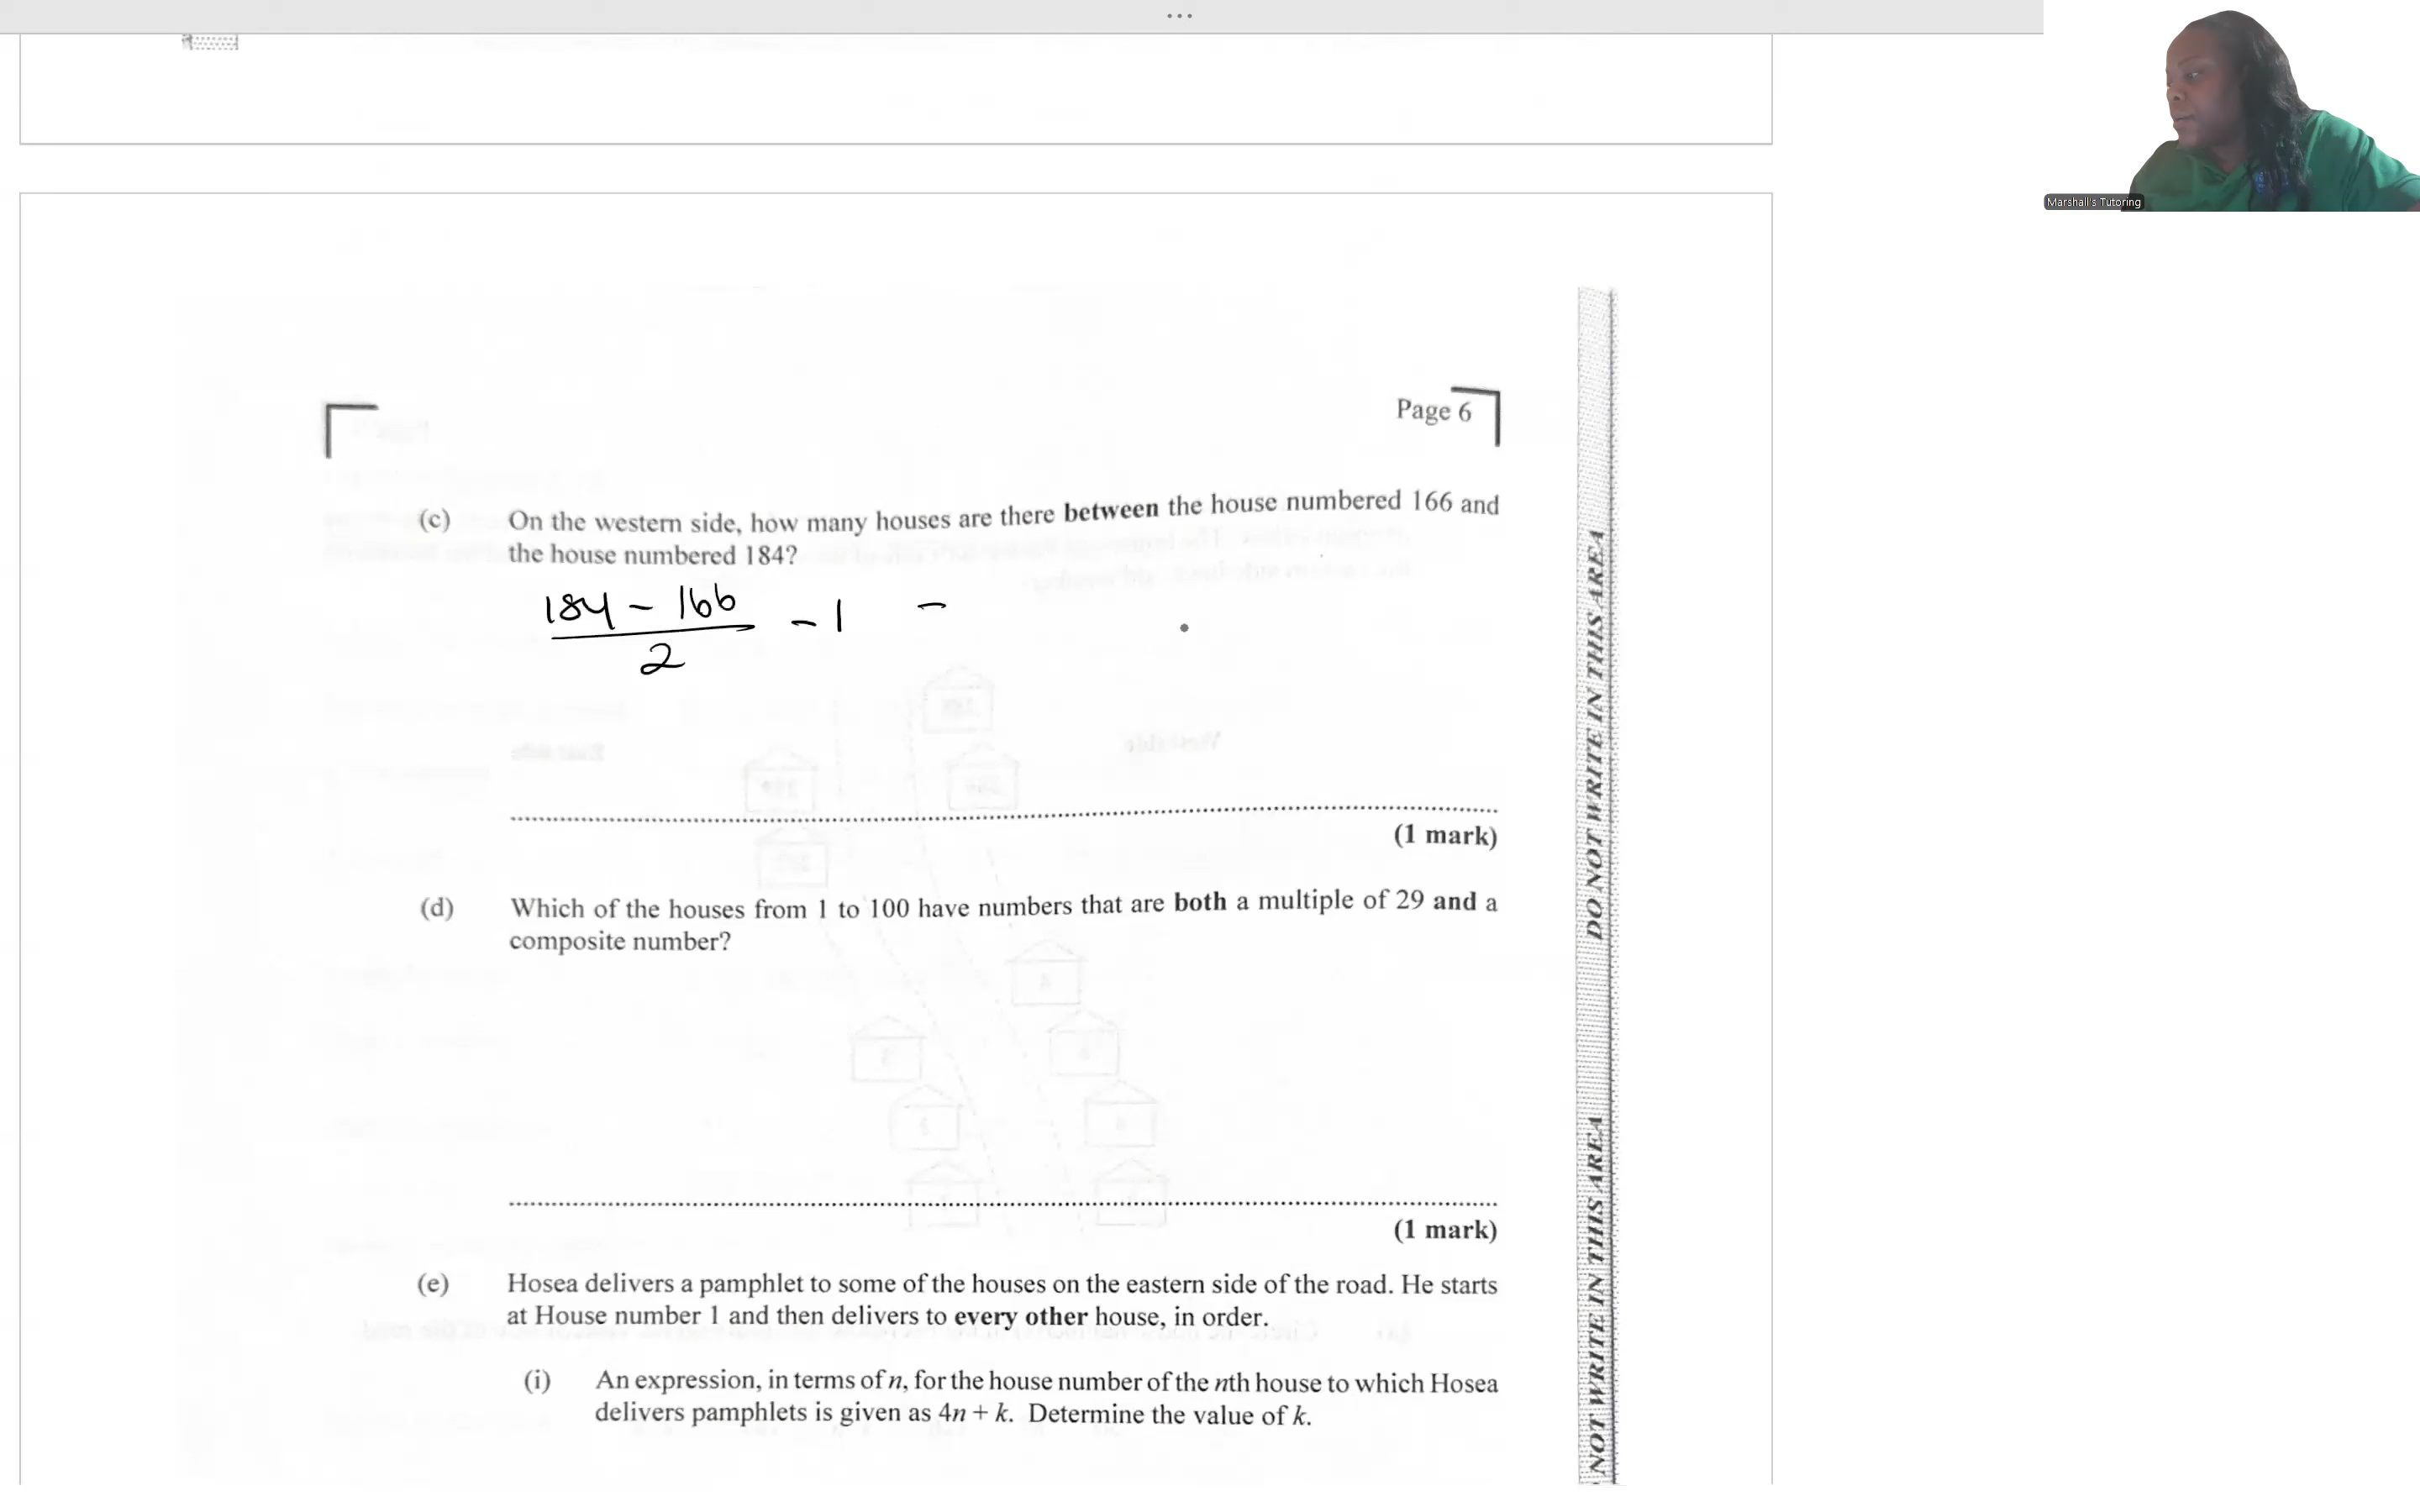 ...
Marshall's Tutoring
Page 6
(c) On the western side, how many houses are there between the house numbered 166 and
the house numbered 184?
184 - 166
2
- 1
-
(1 mark)
(d) Which of the houses from 1 to 100 have numbers that are both a multiple of 29 and a
composite number?
(1 mark)
(e) Hosea delivers a pamphlet to some of the houses on the eastern side of the road. He starts
at House number 1 and then delivers to every other house, in order.
(i) An expression, in terms of n, for the house number of the nth house to which Hosea
delivers pamphlets is given as 4n + k. Determine the value of k.
DO NOT WRITE IN THIS AREA
NOT WRITE IN THIS AREA